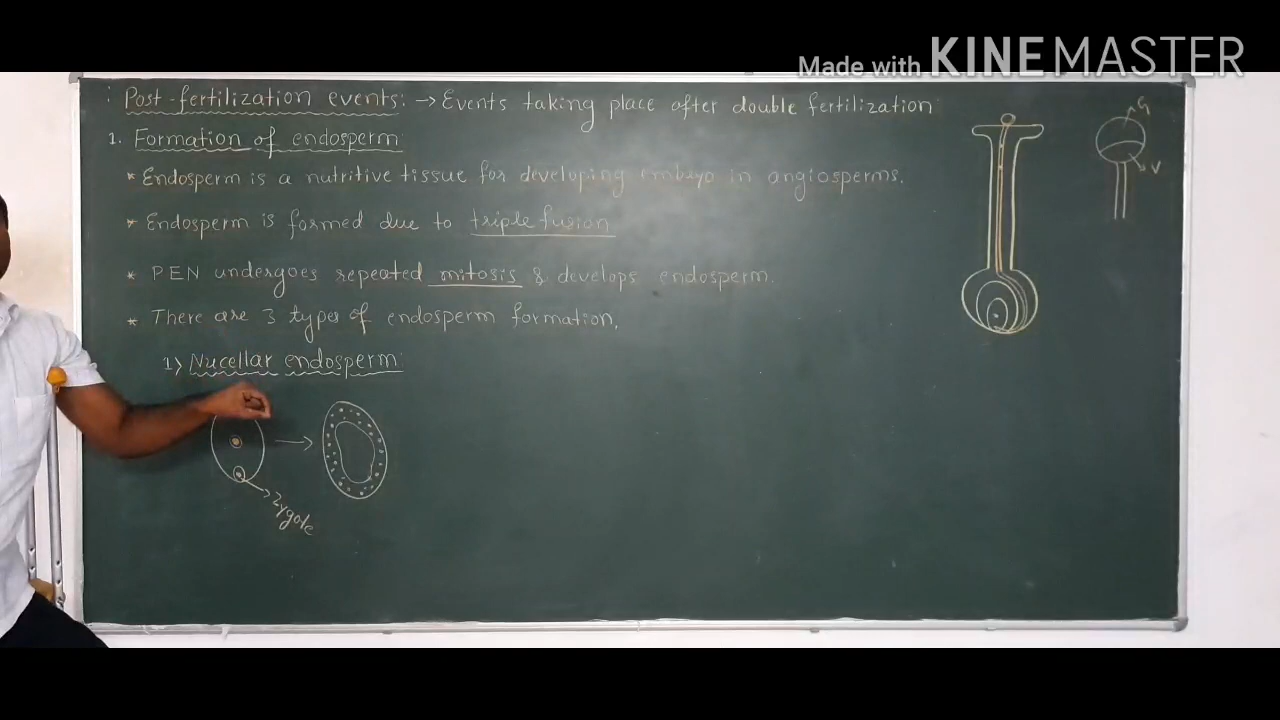 Made with KINEMASTER
: Post-fertilization events: → Events taking place after double fertilization
1. Formation of endosperm:
* Endosperm is a nutritive tissue for developing embryo in angiosperms.
* Endosperm is formed due to triple fusion
* PEN undergoes repeated mitosis & develops endosperm.
* There are 3 types of endosperm formation.
1) Nucellar endosperm:
Zygote
G
V